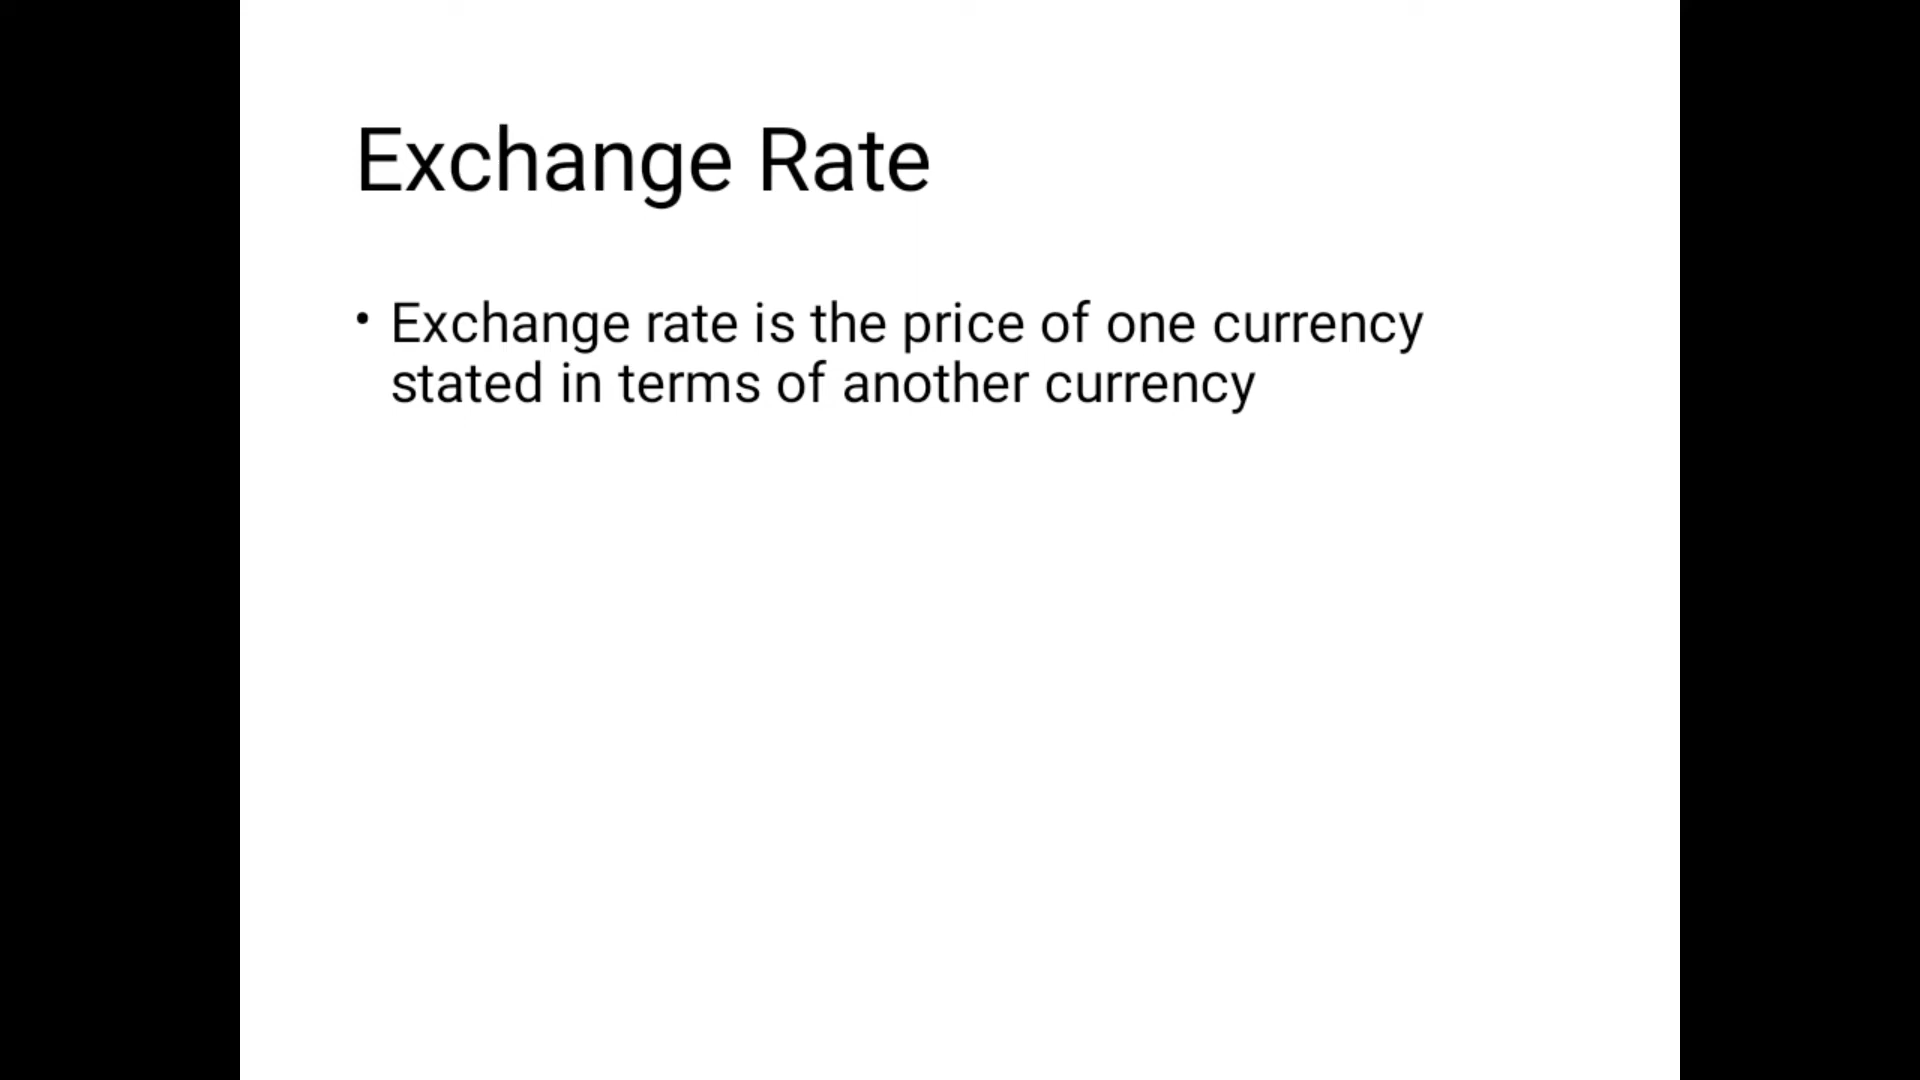 Exchange Rate
• Exchange rate is the price of one currency
stated in terms of another currency